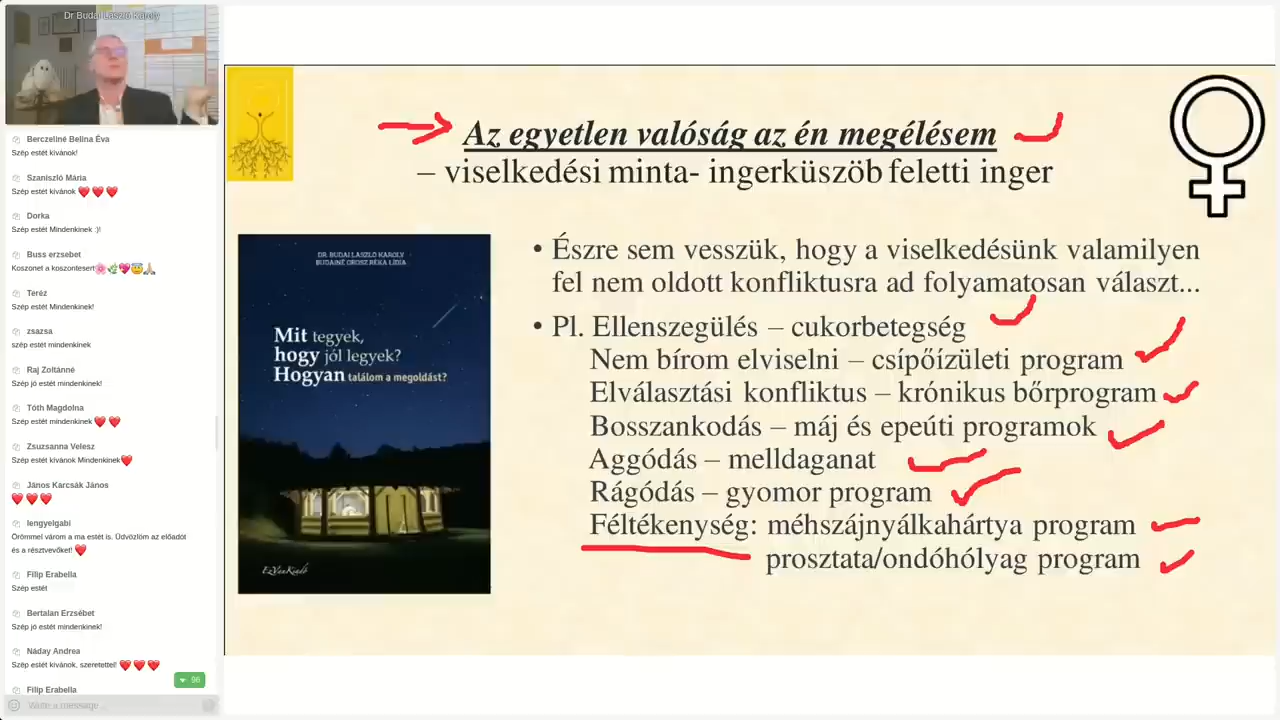 Dr Budai László Károly
Berczeliné Belina Éva
Szép estét kívánok!
Szaniszló Mária
Szép estét kívánok ❤️ ❤️ ❤️
Dorka
Szép estét Mindenkinek :)!
Buss erzsebet
Koszonet a koszontesert🌸🌿💖😇🙏🏼
Teréz
Szép estét Mindenkinek!
zsazsa
szép estét mindenkinek
Raj Zoltánné
Szép jó estét mindenkinek!
Tóth Magdolna
Szép estét mindenkinek ❤️ ❤️
Zsuzsanna Velesz
Szép estét kívánok Mindenkinek❤️
János Karcsák János
❤️ ❤️ ❤️
lengyelgabi
Örömmel várom a ma estét is. Üdvözlöm az előadót
és a résztvevőket! ❤️
Filip Erabella
Szép estét
Bertalan Erzsébet
Szép jó estét mindenkinek!
Náday Andrea
Szép estét kívánok, szeretettel! ❤️ ❤️ ❤️
96
Filip Erabella
Write a message...
Az egyetlen valóság az én megélésem
– viselkedési minta- ingerküszöb feletti inger
DR. BUDAI LÁSZLÓ KÁROLY
BUDAINÉ OROSZ RÉKA LÍDIA
Mit tegyek,
hogy jól legyek?
Hogyan találom a megoldást?
EzVanKiadó
• Észre sem vesszük, hogy a viselkedésünk valamilyen
fel nem oldott konfliktusra ad folyamatosan választ...
• Pl. Ellenszegülés – cukorbetegség
Nem bírom elviselni – csípőízületi program
Elválasztási konfliktus – krónikus bőrprogram
Bosszankodás – máj és epeúti programok
Aggódás – melldaganat
Rágódás – gyomor program
Féltékenység: méhszájnyálkahártya program
prosztata/ondóhólyag program